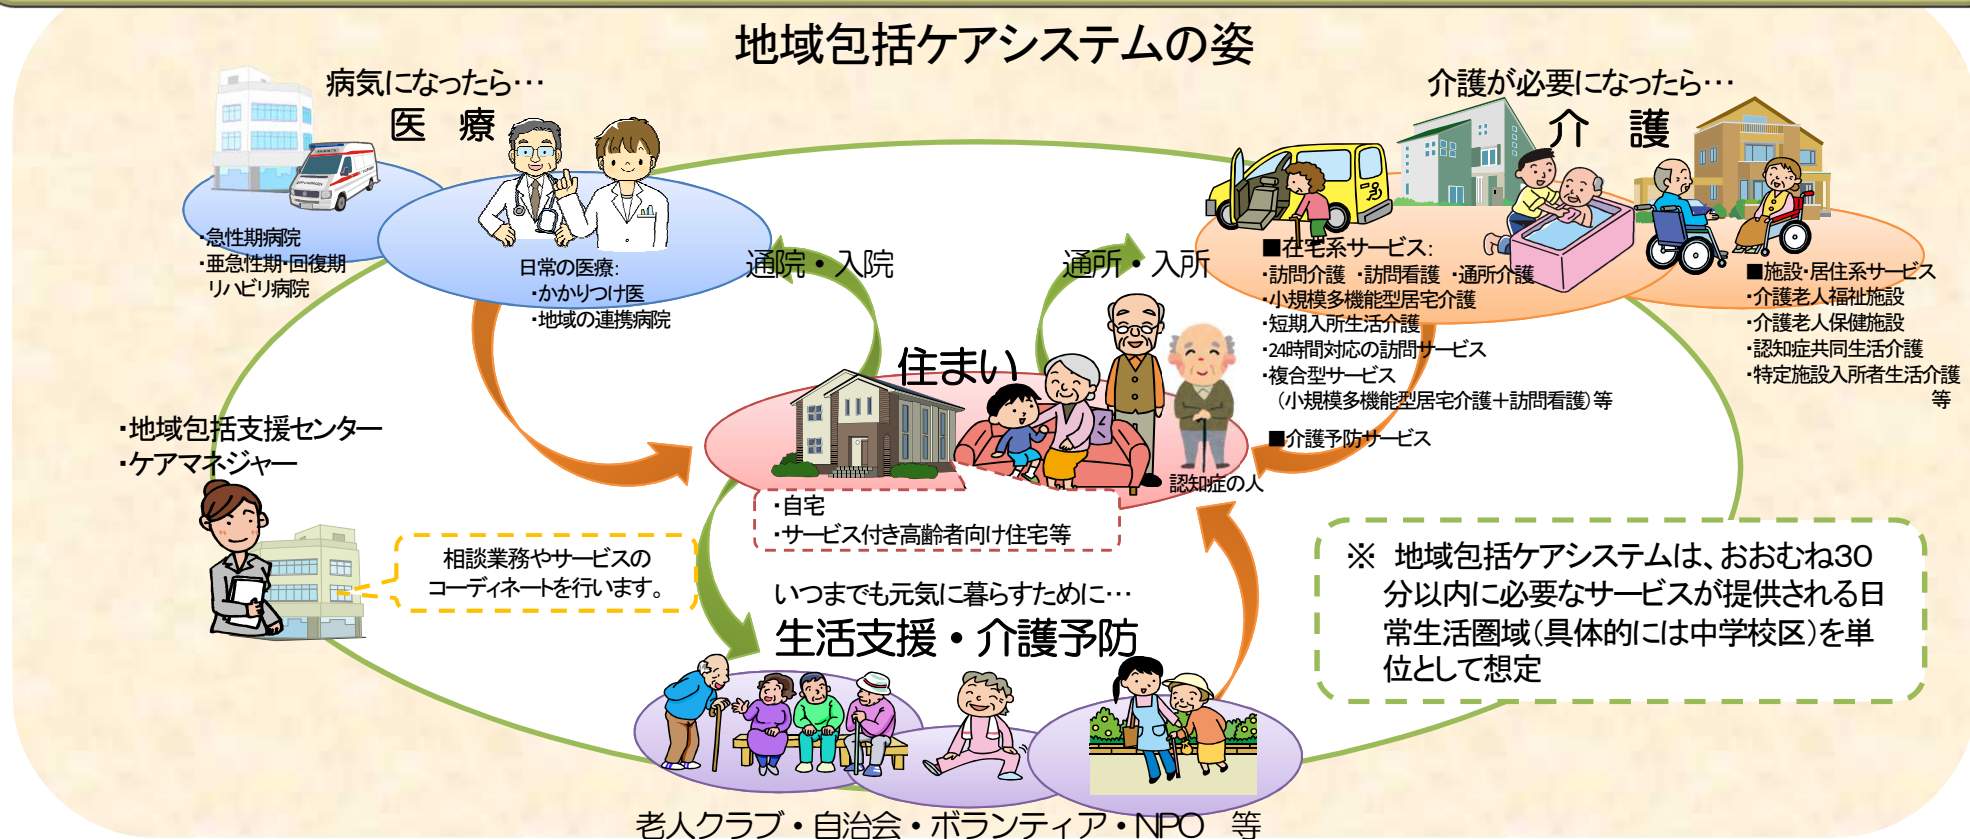 地域包括ケアシステムの姿
病気になったら…
医　療
・急性期病院
・亜急性期・回復期
リハビリ病院
日常の医療：
・かかりつけ医
・地域の連携病院
通院・入院
通所・入所
介護が必要になったら…
介　護
■在宅系サービス：
・訪問介護　・訪問看護　・通所介護
・小規模多機能型居宅介護
・短期入所生活介護
・24時間対応の訪問サービス
・複合型サービス
（小規模多機能型居宅介護＋訪問看護）等
■介護予防サービス
■施設・居住系サービス
・介護老人福祉施設
・介護老人保健施設
・認知症共同生活介護
・特定施設入所者生活介護
等
住まい
認知症の人
・自宅
・サービス付き高齢者向け住宅等
・地域包括支援センター
・ケアマネジャー
相談業務やサービスの
コーディネートを行います。
いつまでも元気に暮らすために…
生活支援・介護予防
老人クラブ・自治会・ボランティア・NPO　等
※　地域包括ケアシステムは、おおむね30
分以内に必要なサービスが提供される日
常生活圏域（具体的には中学校区）を単
位として想定